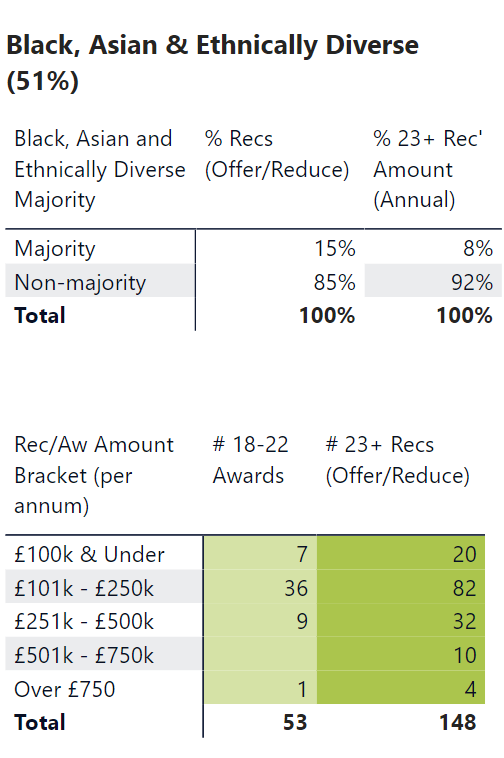 Black, Asian & Ethnically Diverse
(51%)
Black, Asian and % Recs % 23+ Rec'
Ethnically Diverse (Offer/Reduce) Amount
Majority (Annual)
Majority 15% 8%
Non-majority 85% 92%
Total 100% 100%
Rec/Aw Amount # 18-22 # 23+ Recs
Bracket (per Awards (Offer/Reduce)
annum)
£100k & Under 7 20
£101k - £250k 36 82
£251k - £500k 9 32
£501k - £750k 10
Over £750 1 4
Total 53 148